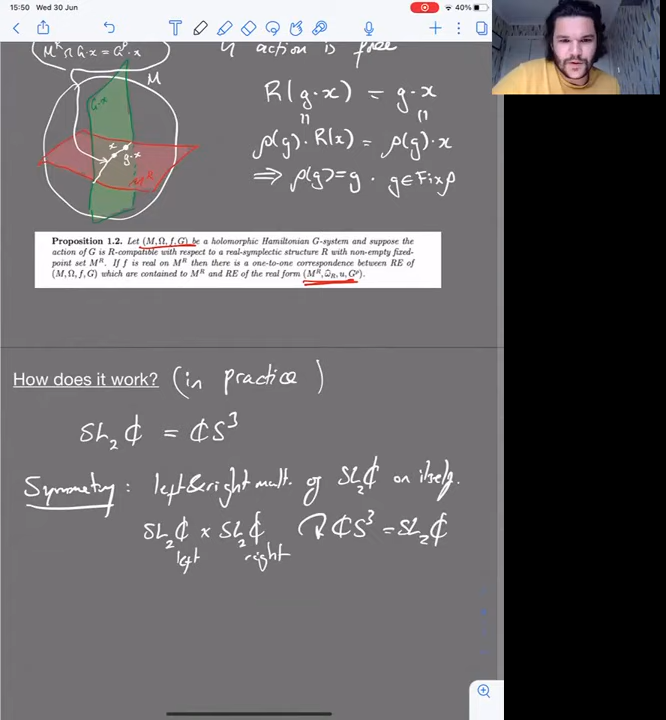 15:50 Wed 30 Jun
40%
M^R ∩ G·x = G^ρ·x
M
action is free
G·x
R(g·x) = g·x
x
g·x
ρ(g)·R(x) = ρ(g)·x
⟹ ρ(g)=g · g∈Fixρ
Proposition 1.2. Let (M, Ω, f, G) be a holomorphic Hamiltonian G-system and suppose the
action of G is R-compatible with respect to a real-symplectic structure R with non-empty fixed-
point set M^R. If f is real on M^R then there is a one-to-one correspondence between RE of
(M, Ω, f, G) which are contained to M^R and RE of the real form (M^R, ω̂_R, u, G^ρ).
How does it work? (in practice)
SL₂ℂ = ℂS³
Symmetry: left&right mult. of SL₂ℂ on itself.
SL₂ℂ × SL₂ℂ ℂS³ = SL₂ℂ
left right